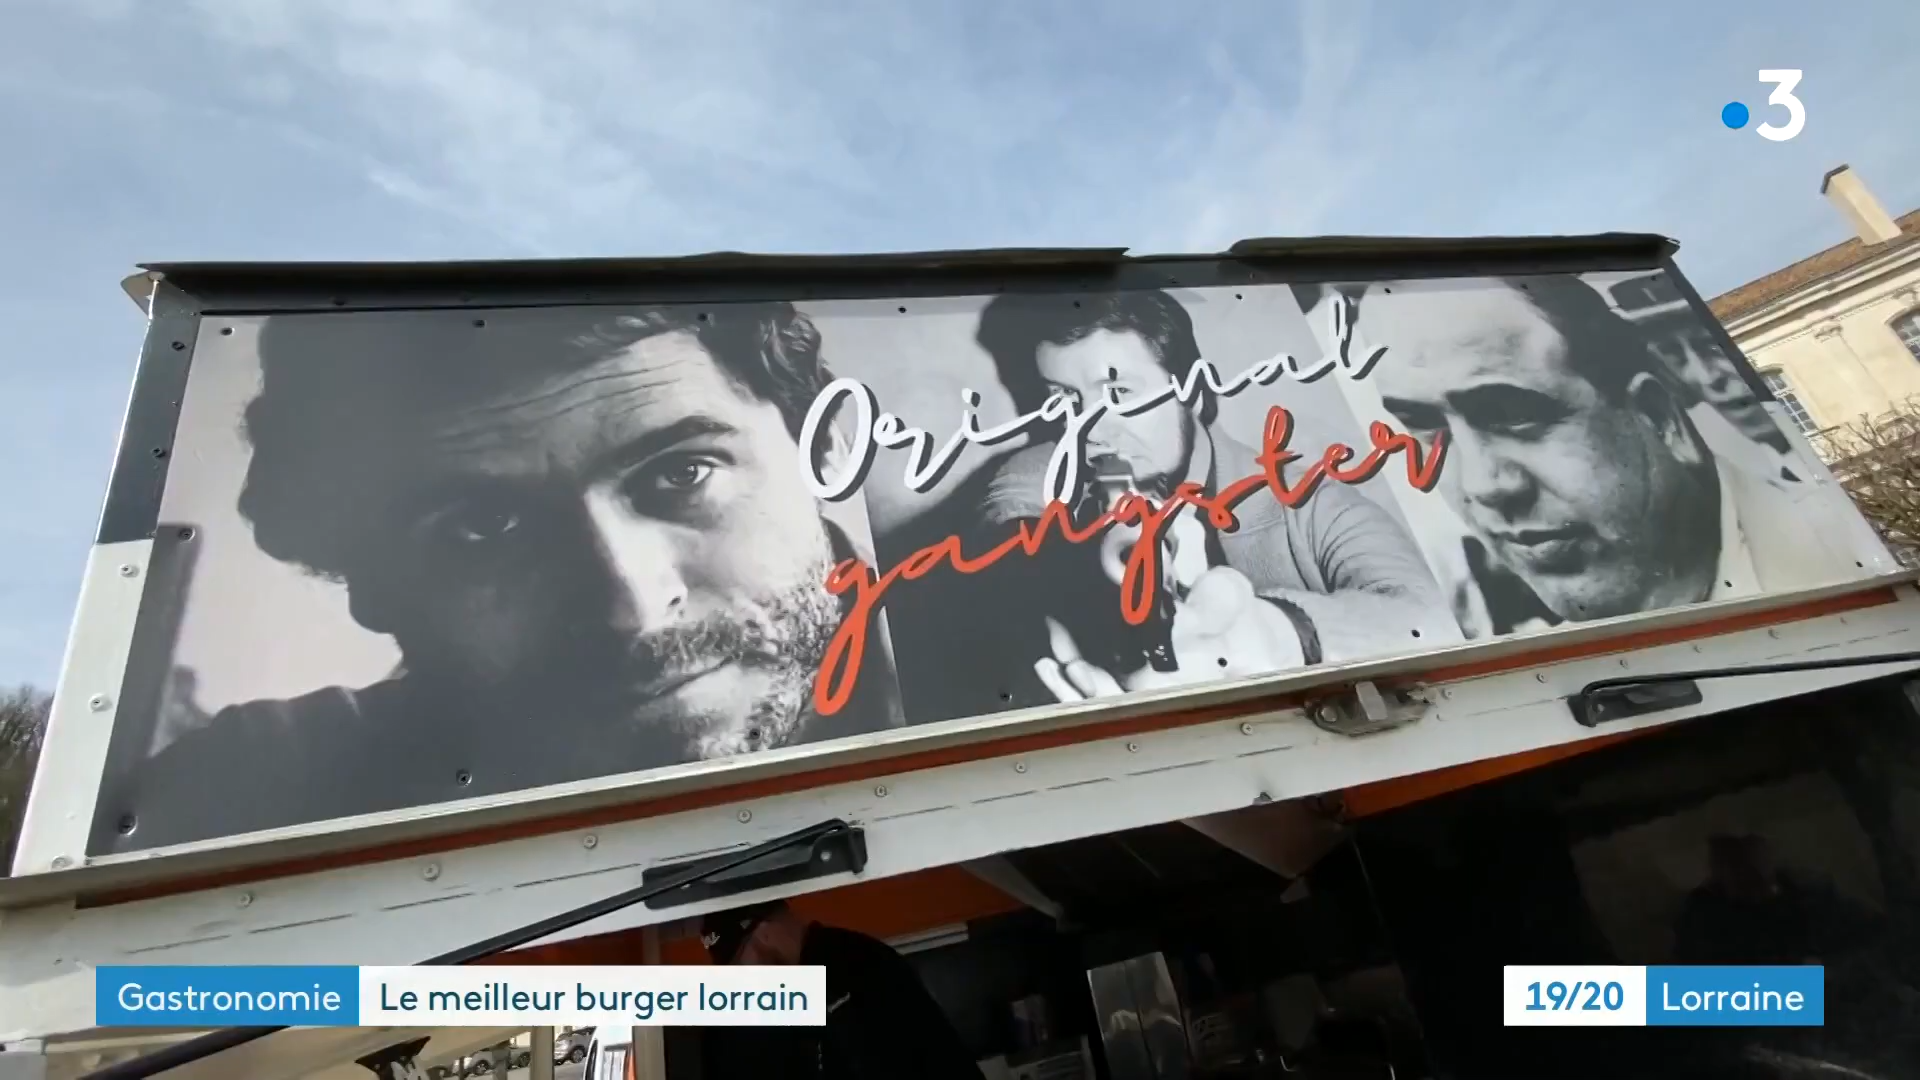 3
Original
gangster
Gastronomie
Le meilleur burger lorrain
19/20
Lorraine